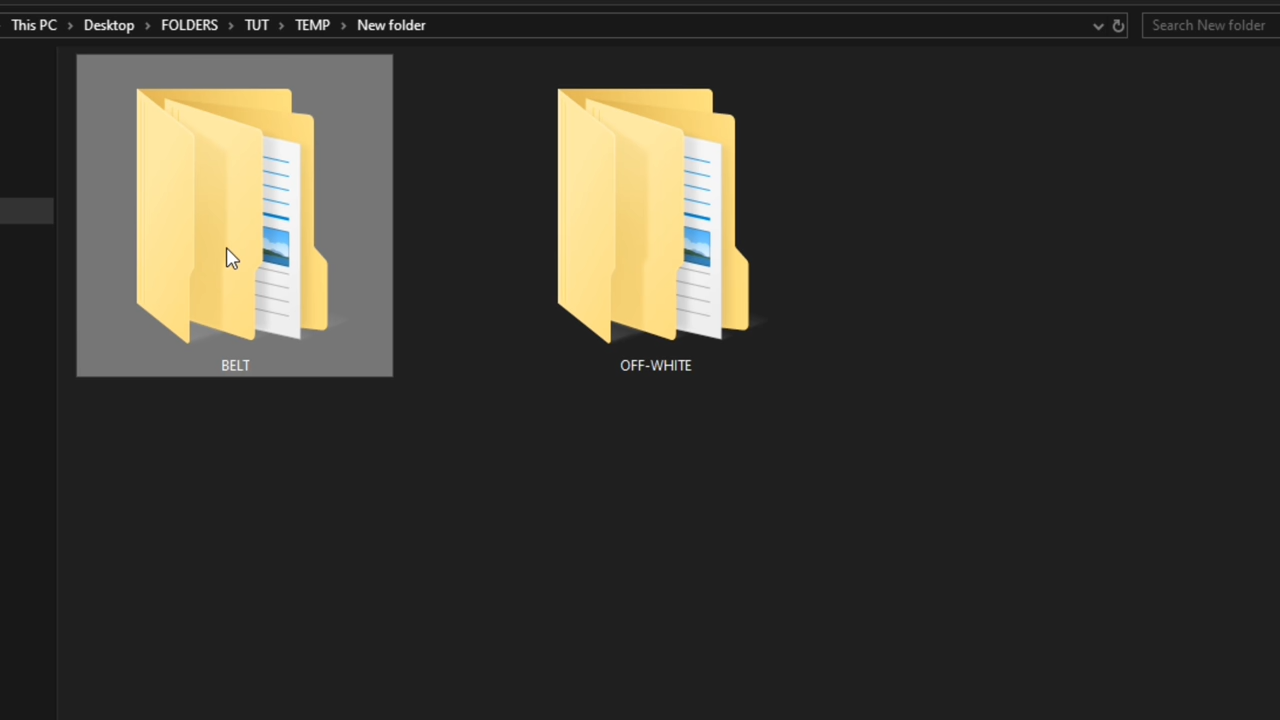 This PC > Desktop > FOLDERS > TUT > TEMP > New folder
Search New folder
BELT
OFF-WHITE